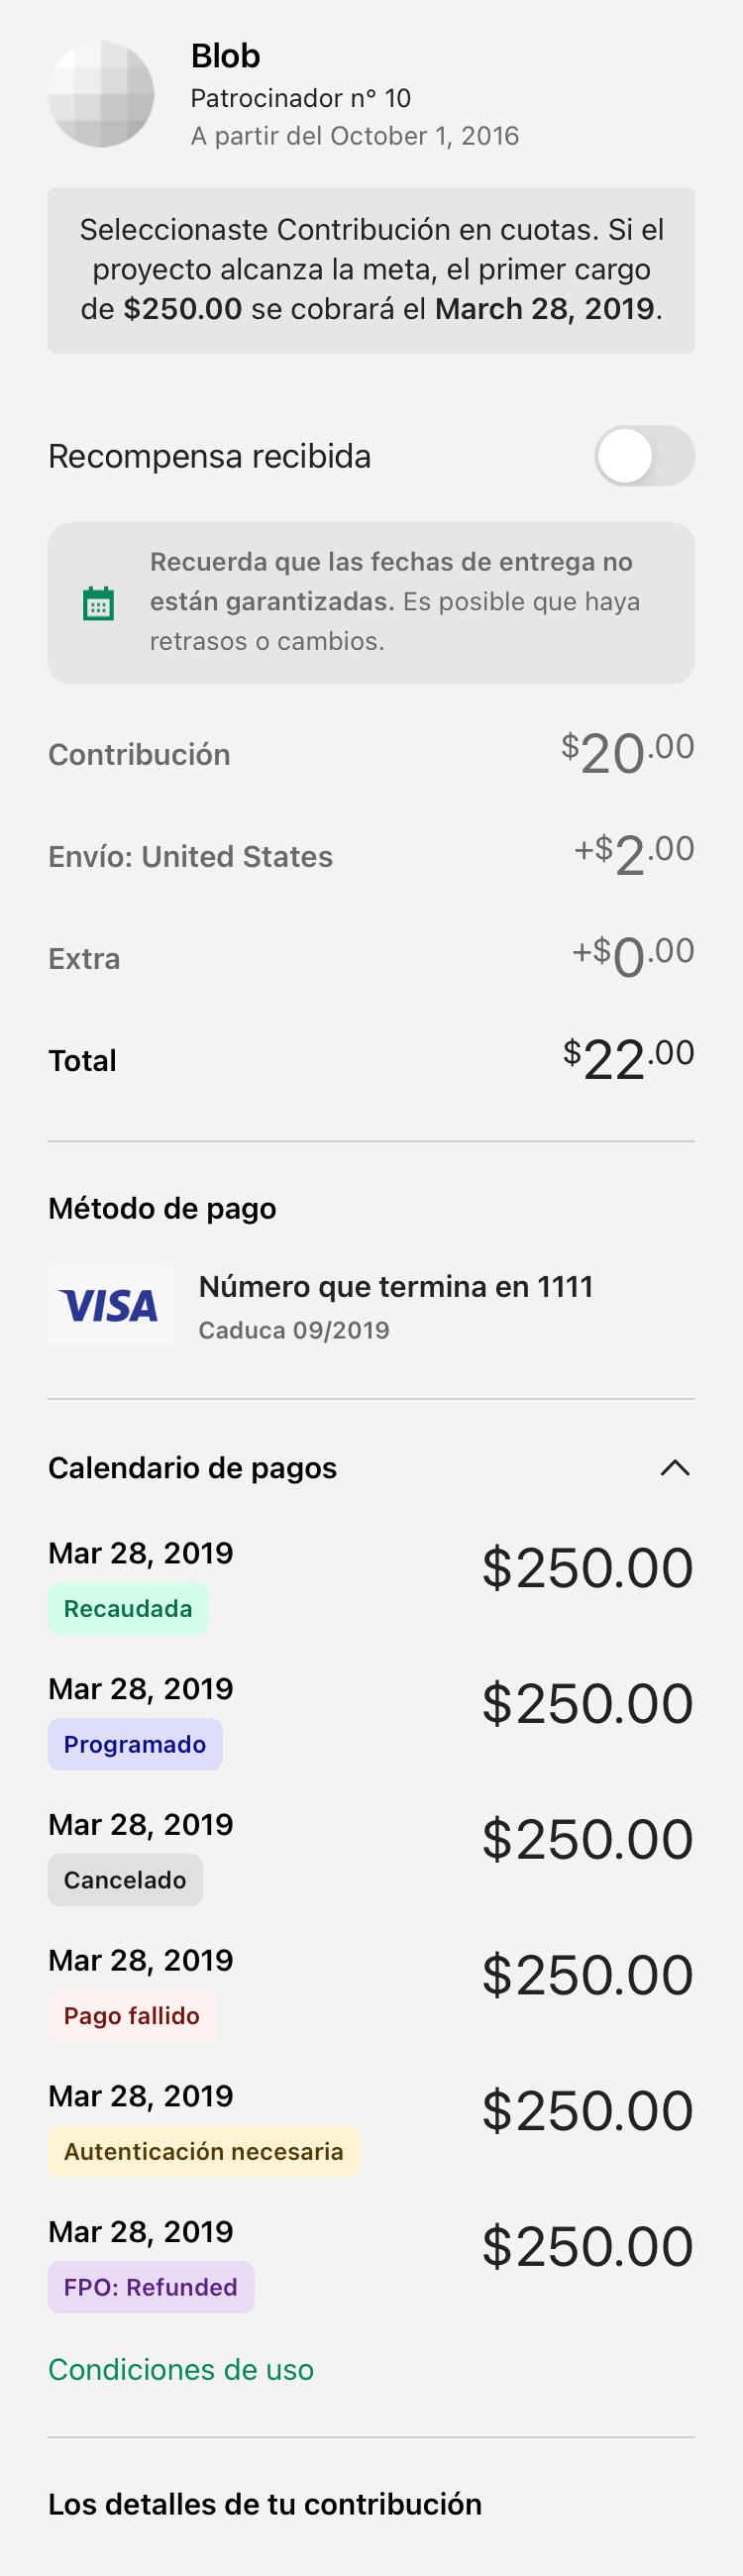 Blob
Patrocinador n° 10
A partir del October 1, 2016
Seleccionaste Contribución en cuotas. Si el
proyecto alcanza la meta, el primer cargo
de $250.00 se cobrará el March 28, 2019.
Recompensa recibida
Recuerda que las fechas de entrega no
están garantizadas. Es posible que haya
retrasos o cambios.
Contribución $20.00
Envío: United States +$2.00
Extra +$0.00
Total $22.00
Método de pago
VISA
Número que termina en 1111
Caduca 09/2019
Calendario de pagos
Mar 28, 2019 $250.00
Recaudada
Mar 28, 2019 $250.00
Programado
Mar 28, 2019 $250.00
Cancelado
Mar 28, 2019 $250.00
Pago fallido
Mar 28, 2019 $250.00
Autenticación necesaria
Mar 28, 2019 $250.00
FPO: Refunded
Condiciones de uso
Los detalles de tu contribución